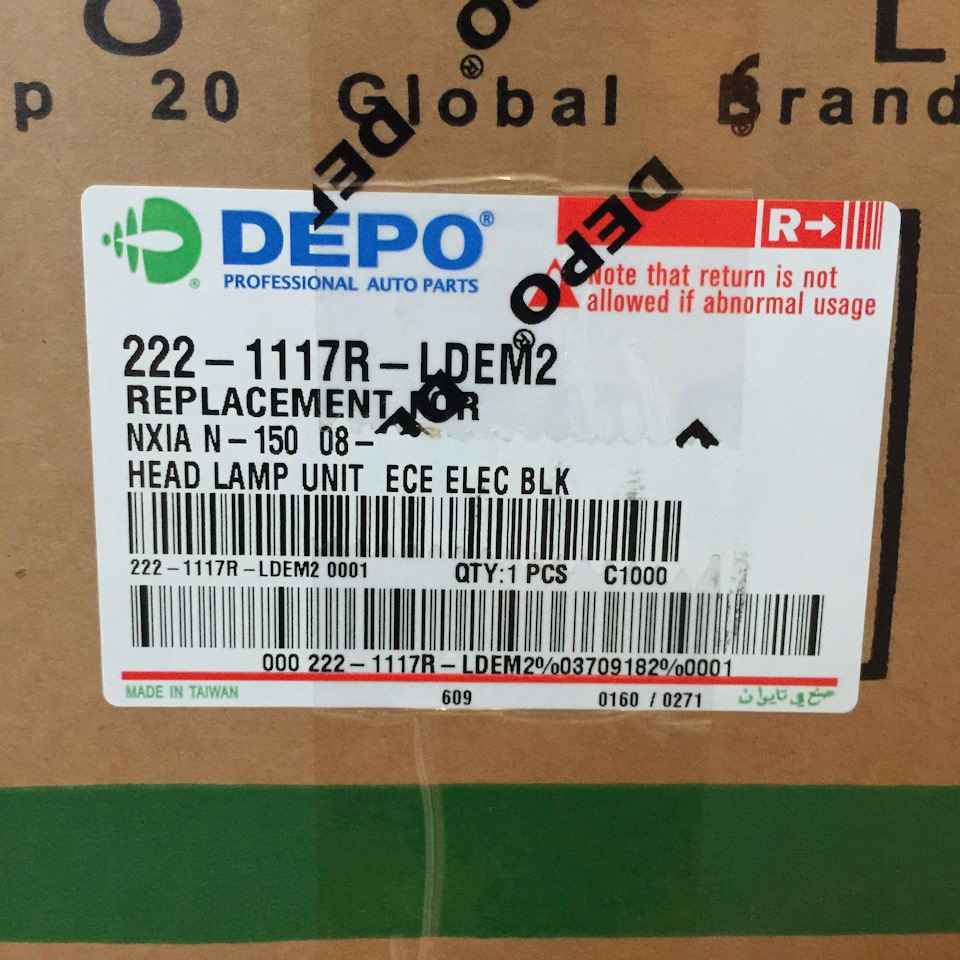 p 20 Global Brand
DEPO®
PROFESSIONAL AUTO PARTS
R→
Note that return is not
allowed if abnormal usage
222-1117R-LDEM2
REPLACEMENT FOR
NXIA N-150 08-
HEAD LAMP UNIT ECE ELEC BLK
222-1117R-LDEM2 0001 QTY:1 PCS C1000
000 222-1117R-LDEM2%03709182%0001
MADE IN TAIWAN 609 0160 / 0271 صنع في تايوان
DEPO®
DEPO